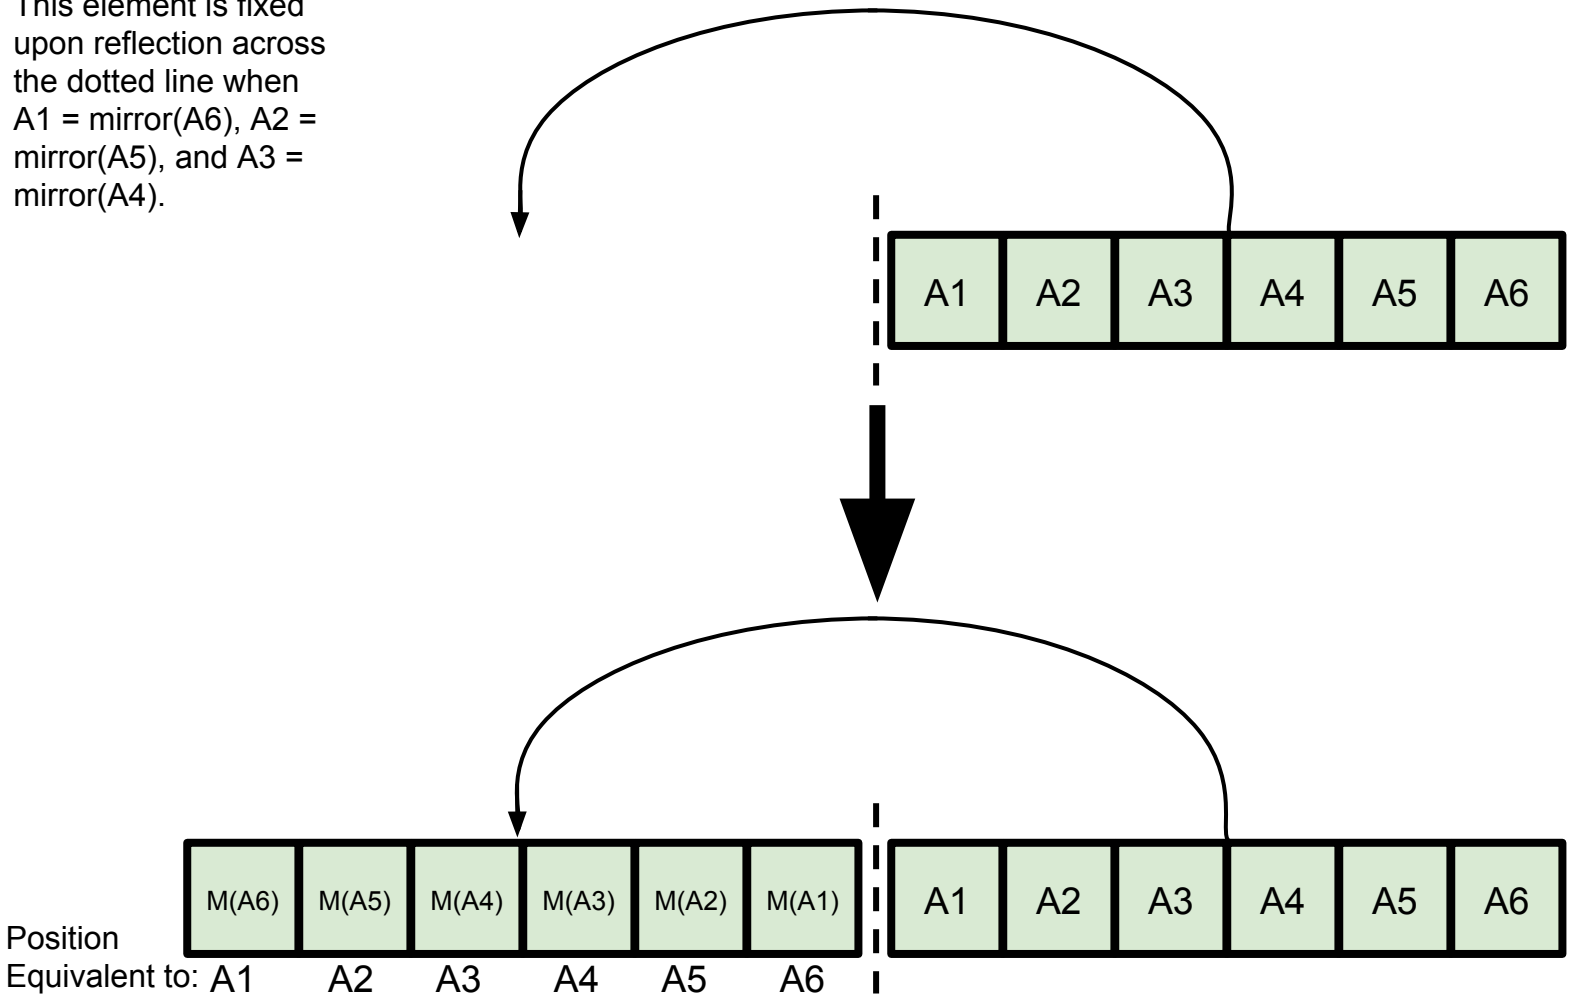 This element is fixed
upon reflection across
the dotted line when
A1 = mirror(A6), A2 =
mirror(A5), and A3 =
mirror(A4).
A1 A2 A3 A4 A5 A6
M(A6) M(A5) M(A4) M(A3) M(A2) M(A1) A1 A2 A3 A4 A5 A6
Position
Equivalent to: A1 A2 A3 A4 A5 A6